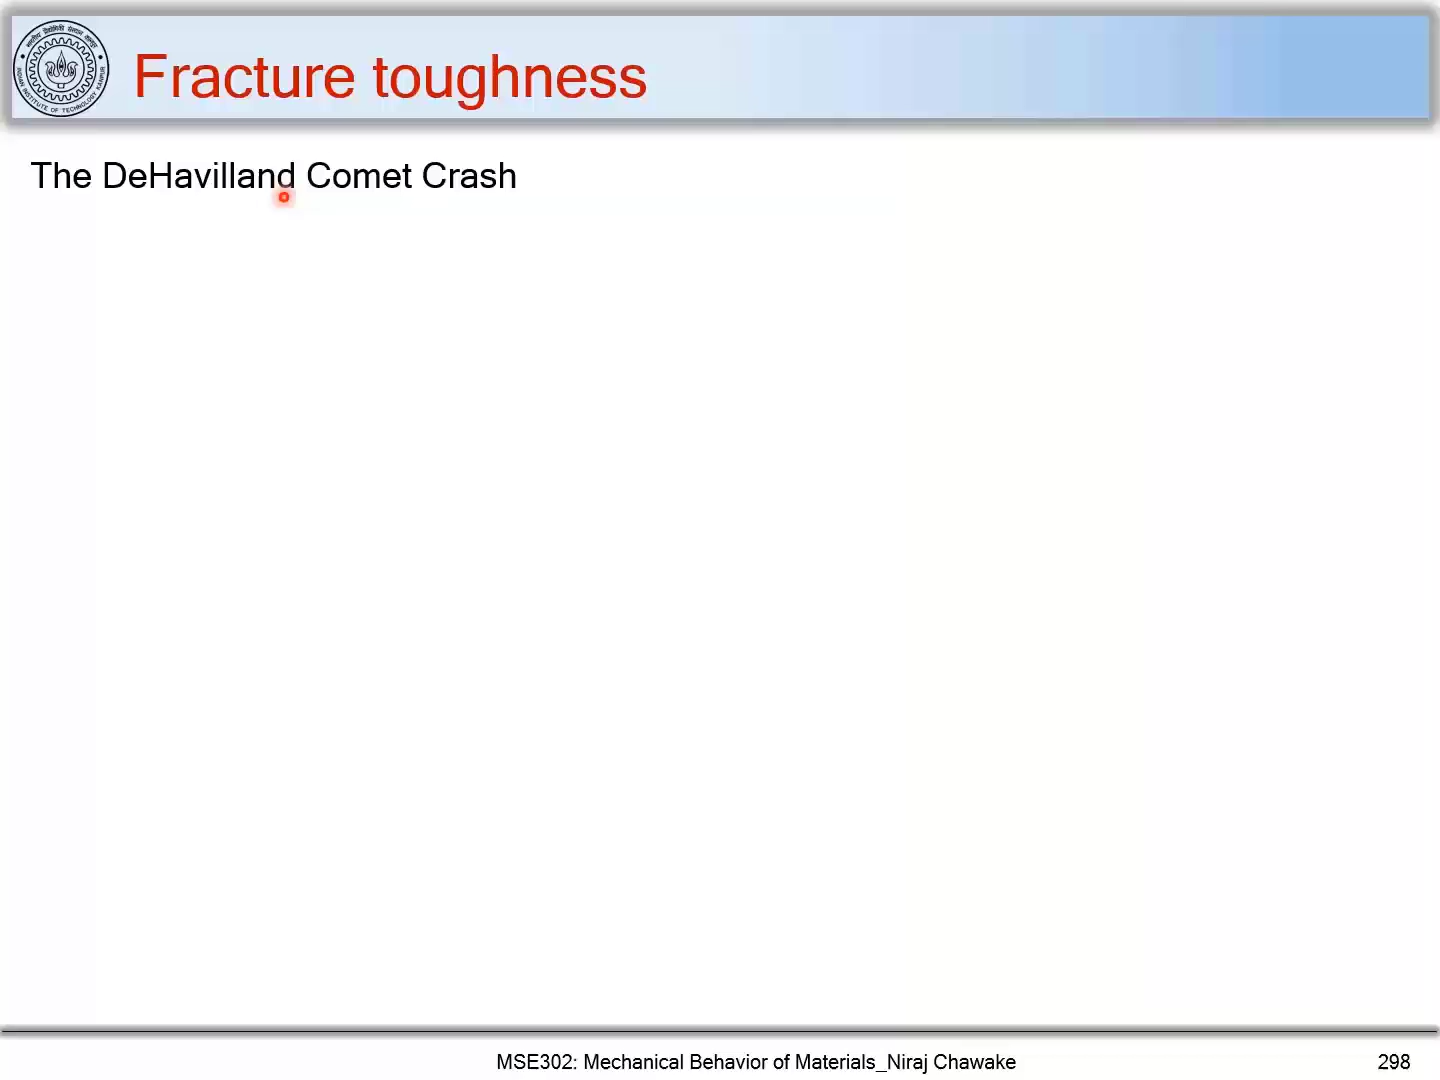 Fracture toughness
The DeHavilland Comet Crash
MSE302: Mechanical Behavior of Materials_Niraj Chawake
298